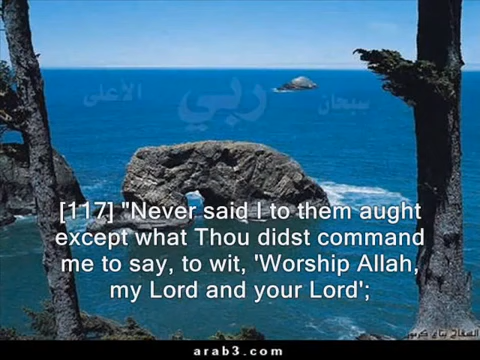 سبحان ربي الأعلى
[117] "Never said I to them aught
except what Thou didst command
me to say, to wit, 'Worship Allah,
my Lord and your Lord';
arab3.com